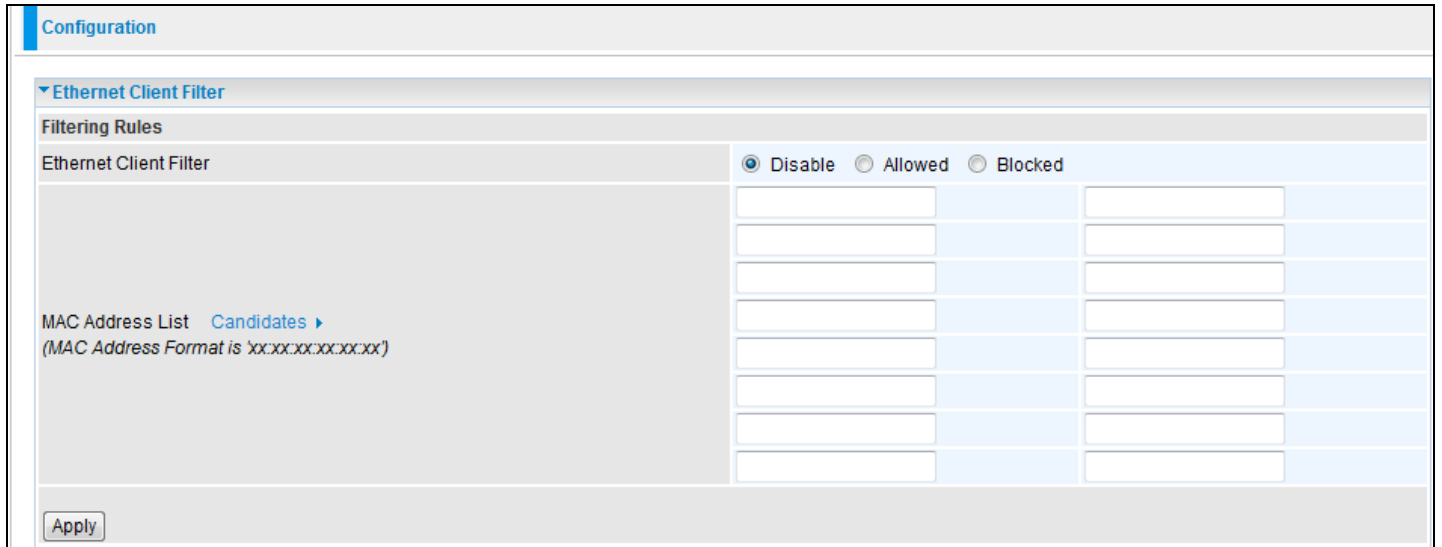 Configuration
Ethernet Client Filter
Filtering Rules
Ethernet Client Filter Disable Allowed Blocked
MAC Address List Candidates
(MAC Address Format is 'xx:xx:xx:xx:xx:xx')
Apply